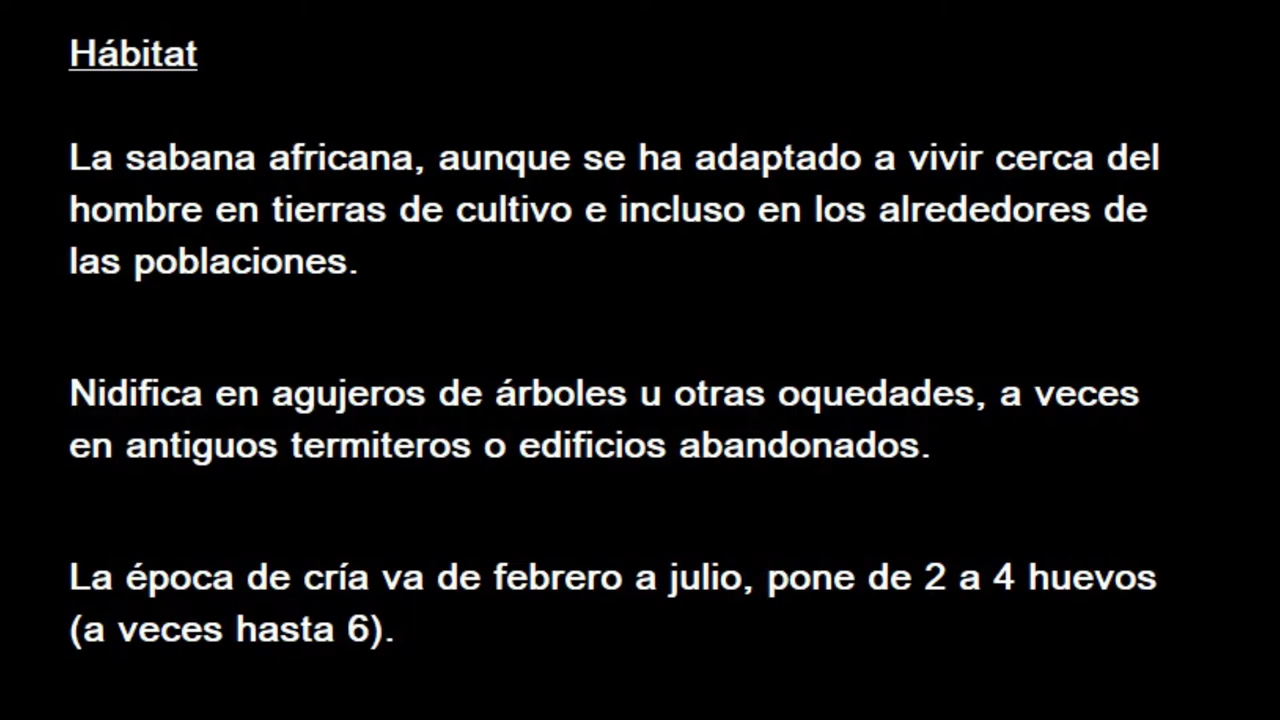 Hábitat
La sabana africana, aunque se ha adaptado a vivir cerca del
hombre en tierras de cultivo e incluso en los alrededores de
las poblaciones.
Nidifica en agujeros de árboles u otras oquedades, a veces
en antiguos termiteros o edificios abandonados.
La época de cría va de febrero a julio, pone de 2 a 4 huevos
(a veces hasta 6).